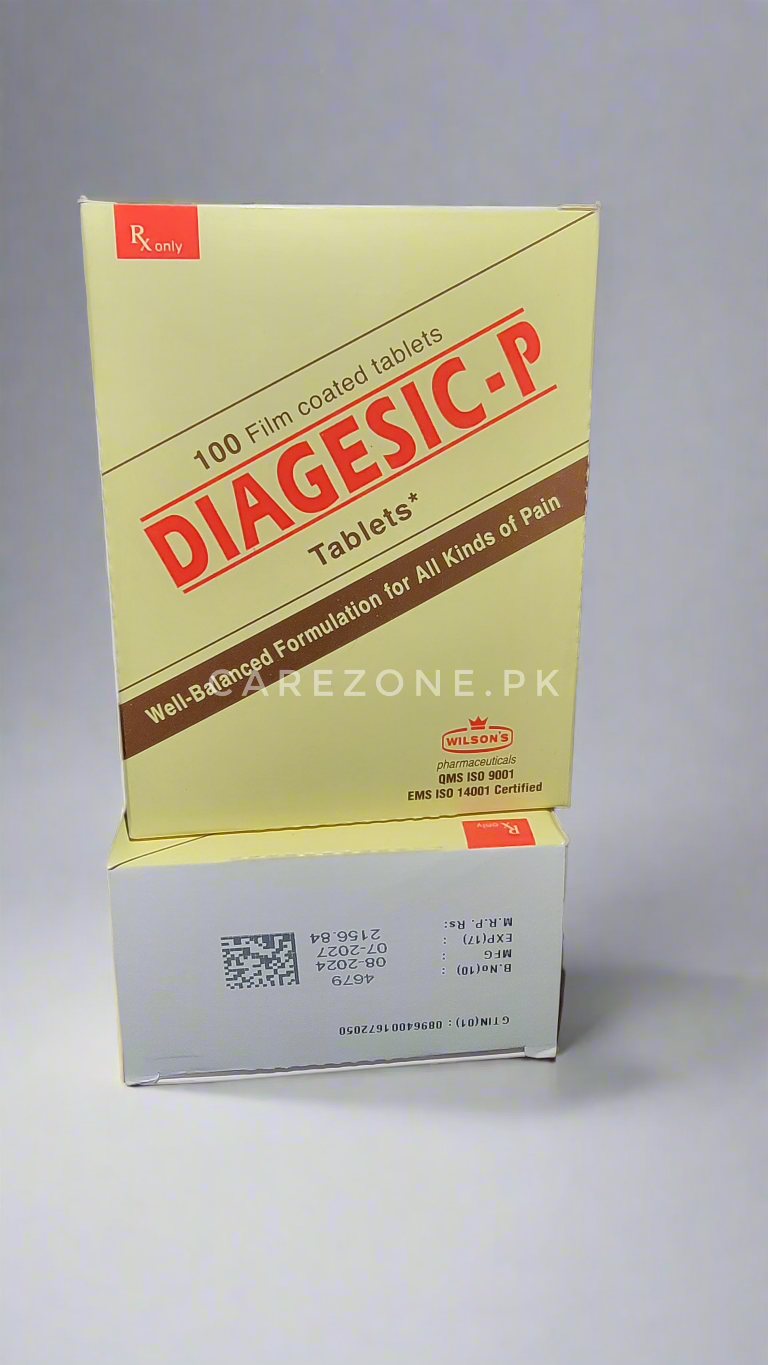 Rx only
100 Film coated tablets
DIAGESIC-P
Tablets*
Well-Balanced Formulation for All Kinds of Pain
CAREZONE.PK
WILSON'S
pharmaceuticals
QMS ISO 9001
EMS ISO 14001 Certified
Rx only
GTIN(01) : 08964001672050
B.No(10) : 4679
MFG : 08-2024
EXP(17) : 07-2027
M.R.P. Rs: 2156.84